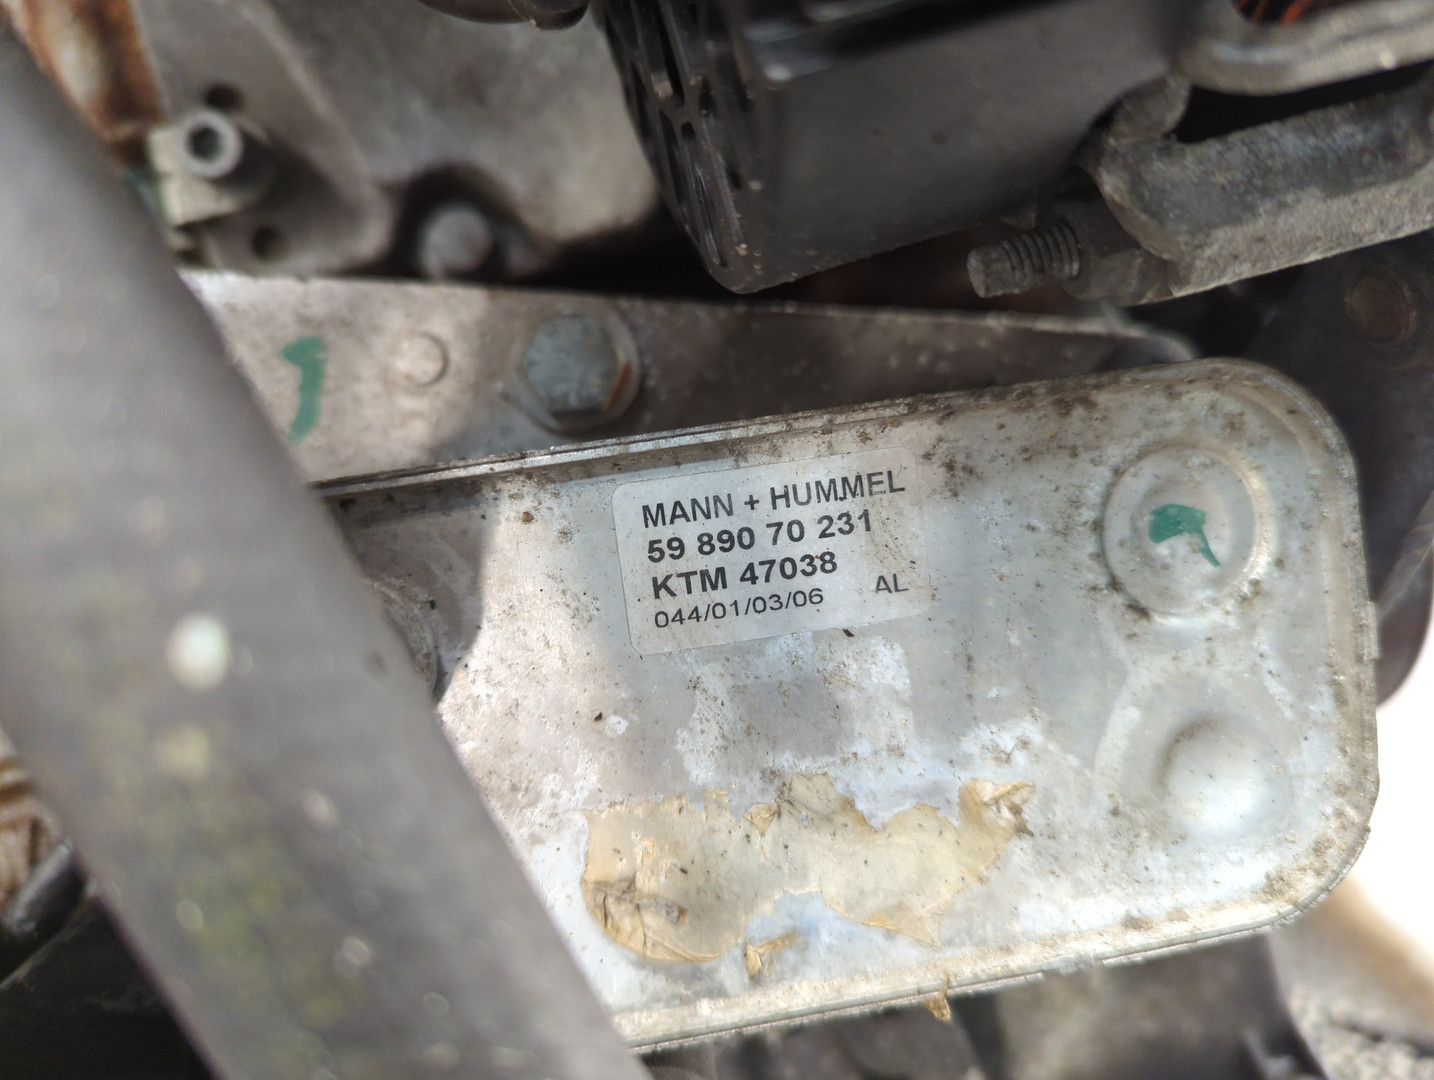 MANN + HUMMEL
59 890 70 231
KTM 47038
044/01/03/06 AL